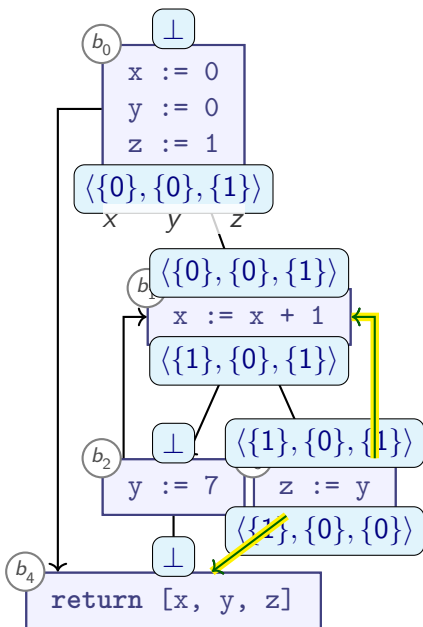 ⊥
b0
x := 0
y := 0
z := 1
⟨{0}, {0}, {1}⟩
x y z
⟨{0}, {0}, {1}⟩
x := x + 1
⟨{1}, {0}, {1}⟩
⊥
⟨{1}, {0}, {1}⟩
b2
y := 7
z := y
⟨{1}, {0}, {0}⟩
⊥
b4
return [x, y, z]